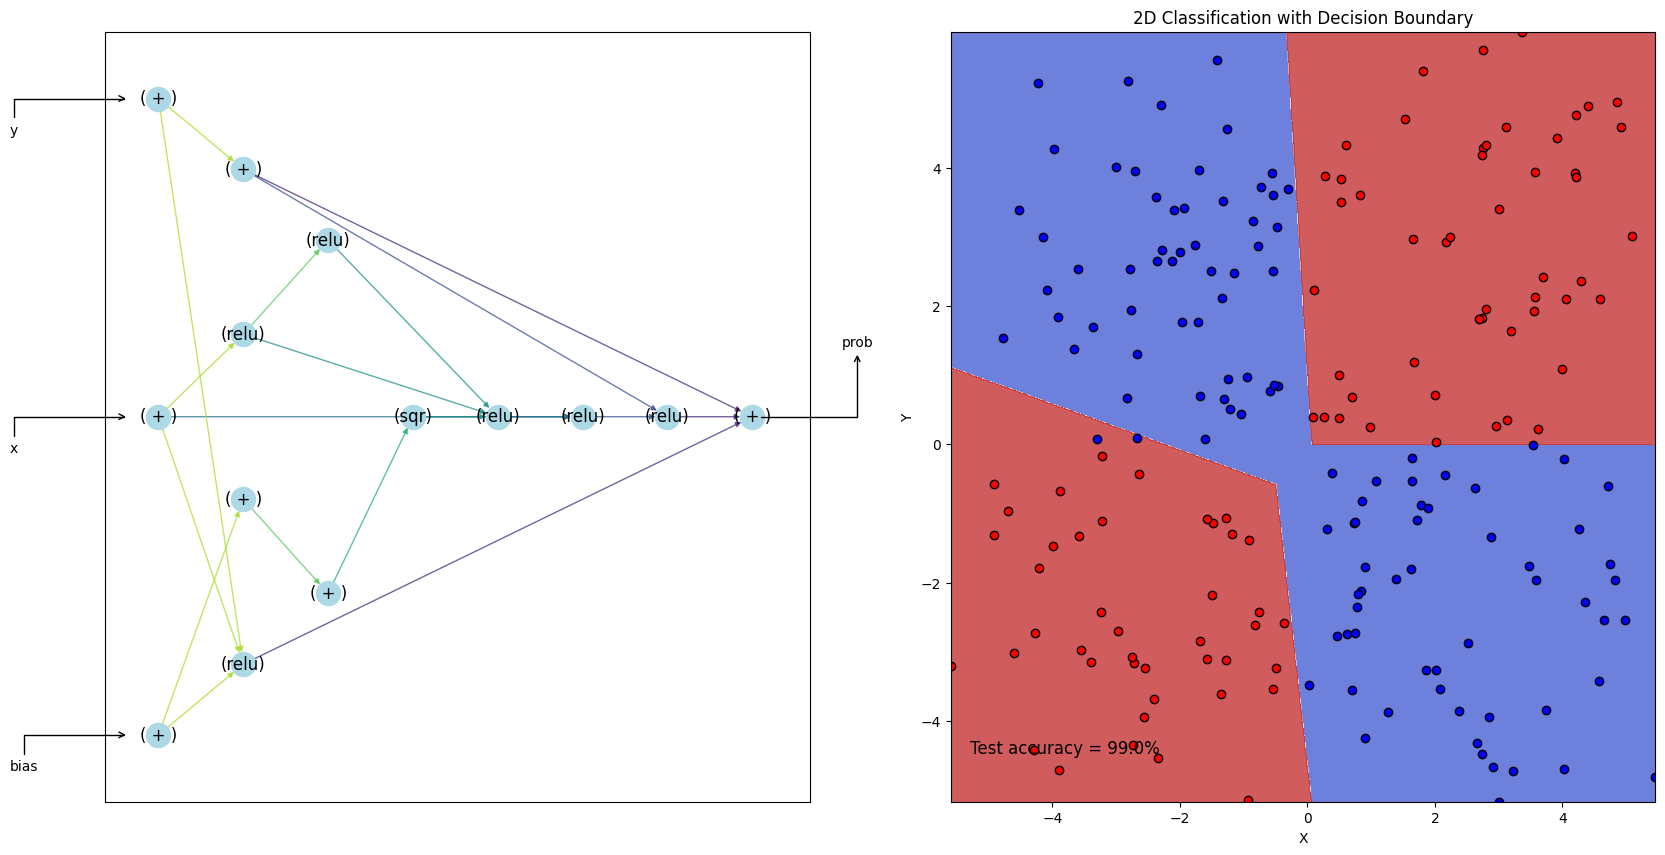 2D Classification with Decision Boundary
( + )
y
( + )
(relu)
(relu)
prob
( + )
(sqr)
(relu)
(relu)
(relu)
( + )
x
( + )
( + )
(relu)
( + )
bias
Y
4
2
0
−2
−4
Test accuracy = 99.0%
−4
−2
0
2
4
X